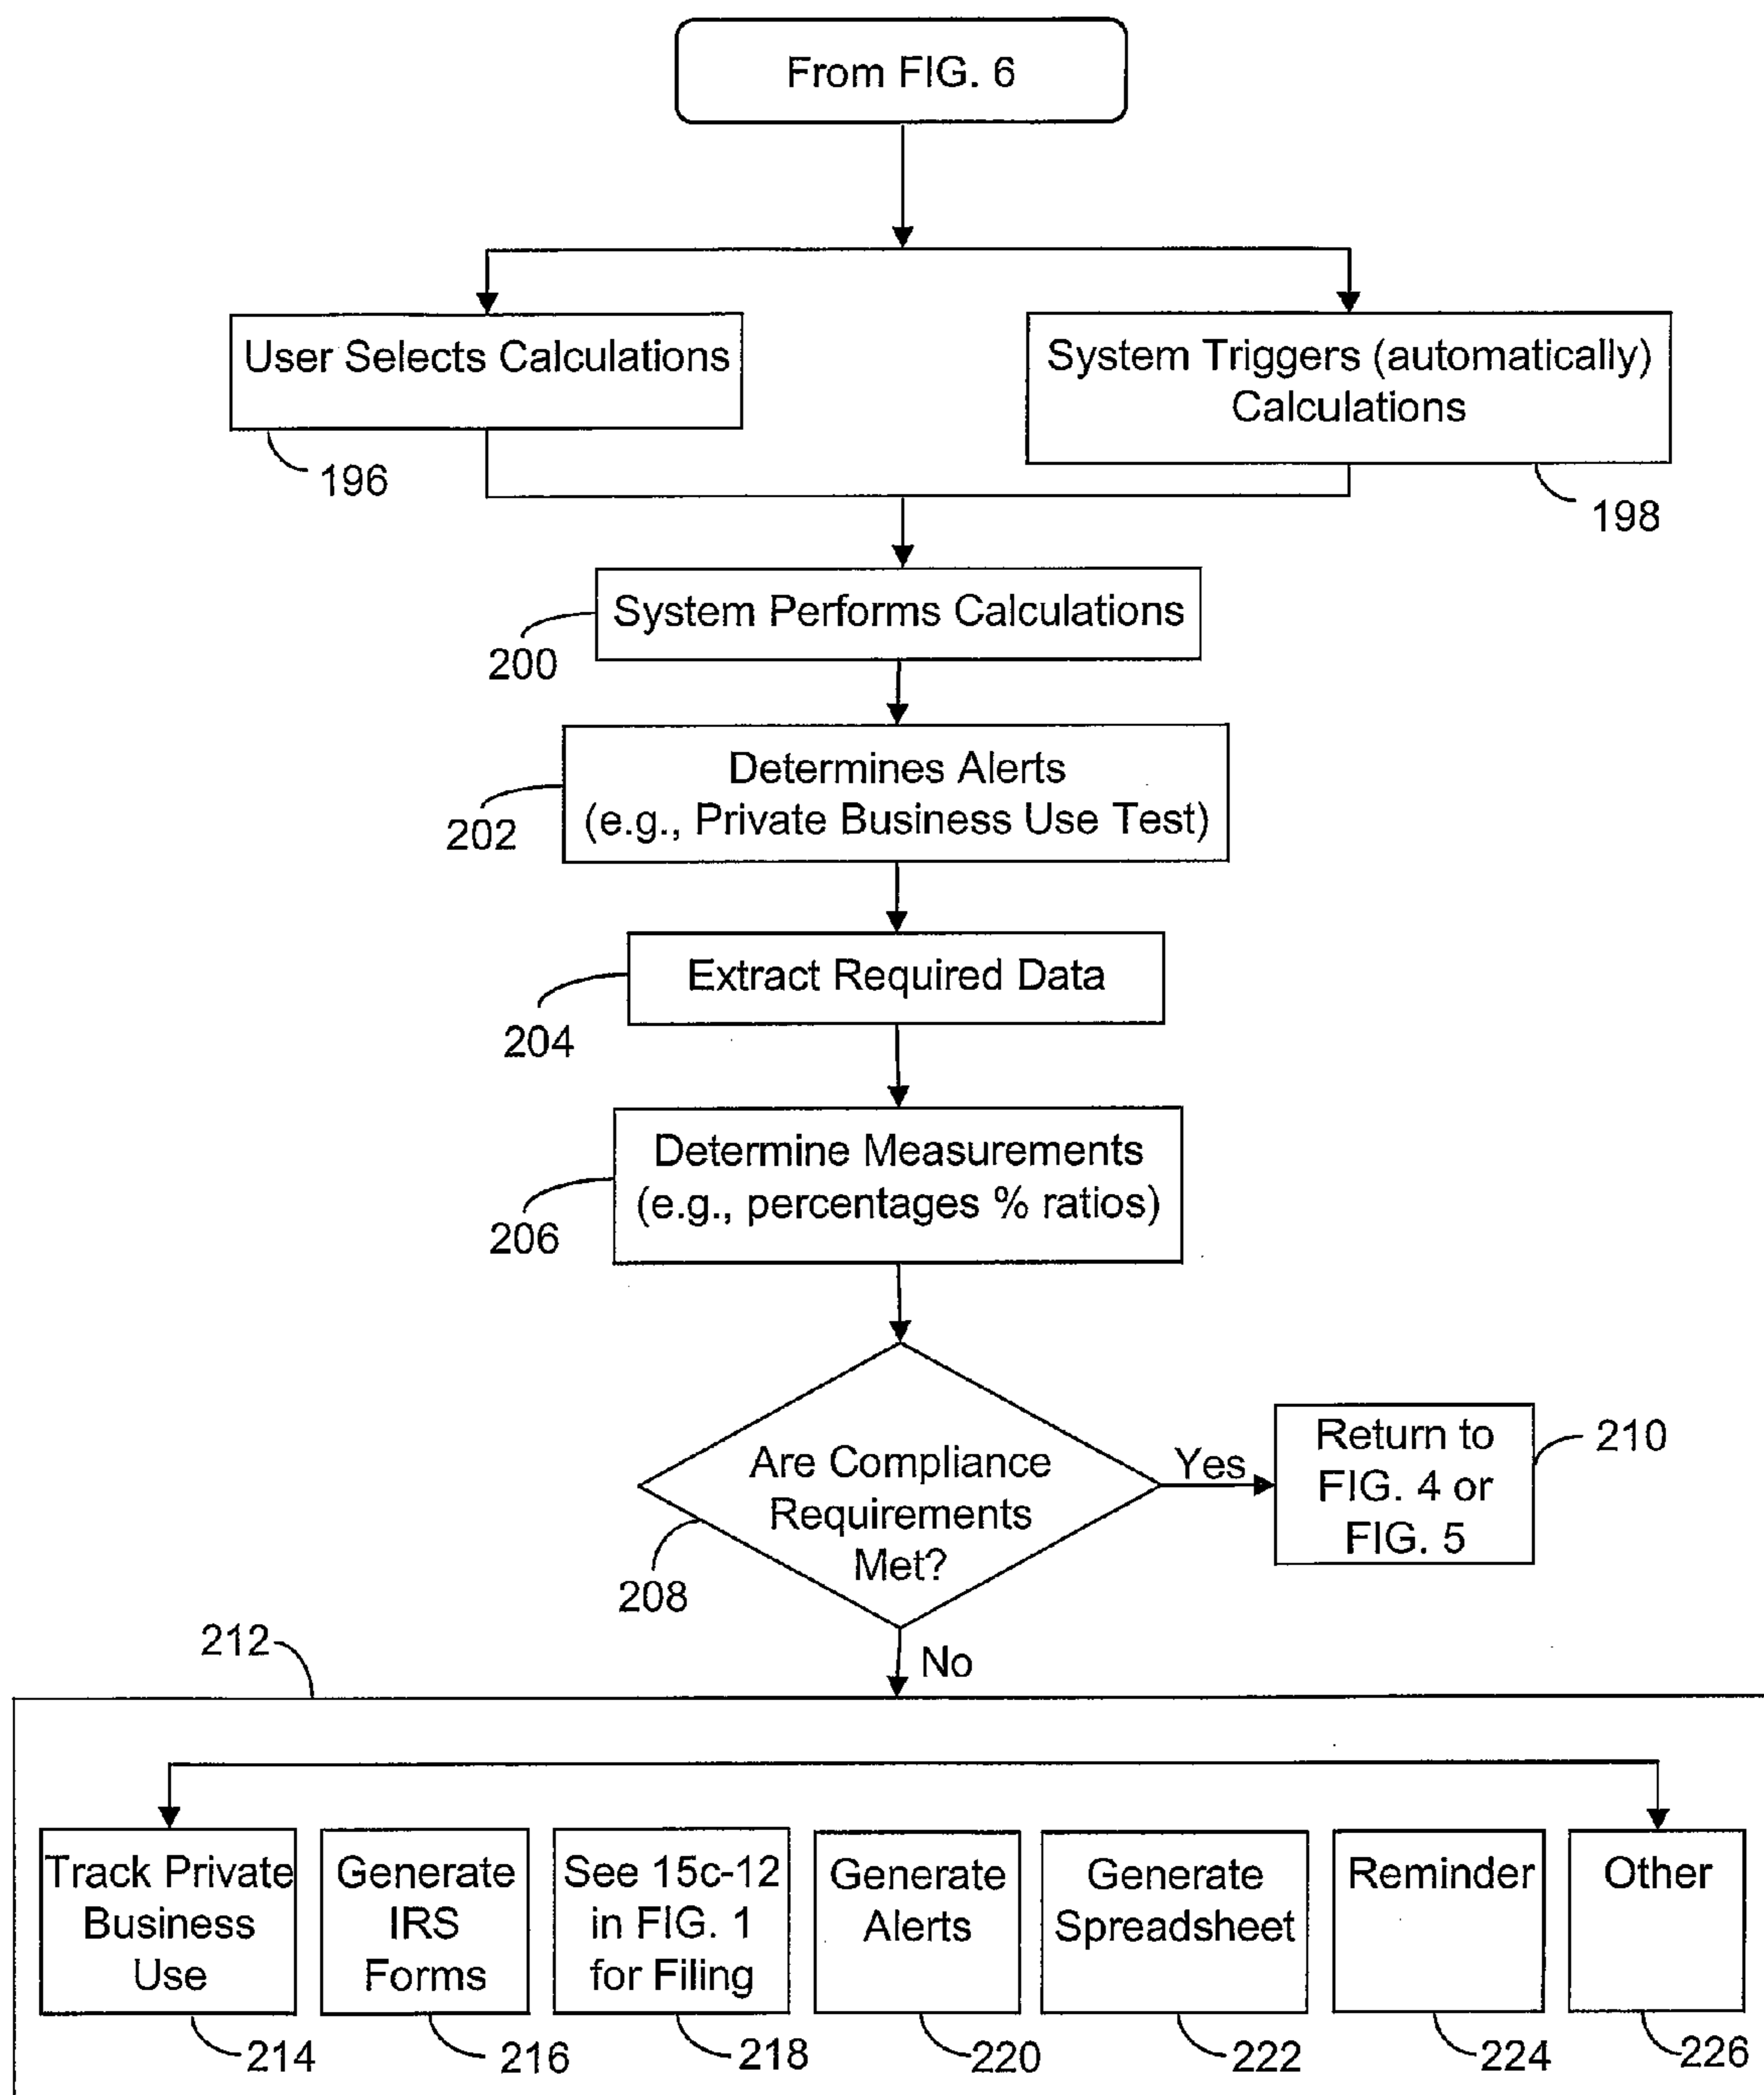 From FIG. 6
User Selects Calculations
196
System Triggers (automatically)
Calculations
198
System Performs Calculations
200
Determines Alerts
(e.g., Private Business Use Test)
202
Extract Required Data
204
Determine Measurements
(e.g., percentages % ratios)
206
Are Compliance
Requirements
Met?
208
Yes
Return to
FIG. 4 or
FIG. 5
210
No
212
Track Private
Business
Use
214
Generate
IRS
Forms
216
See 15c-12
in FIG. 1
for Filing
218
Generate
Alerts
220
Generate
Spreadsheet
222
Reminder
224
Other
226